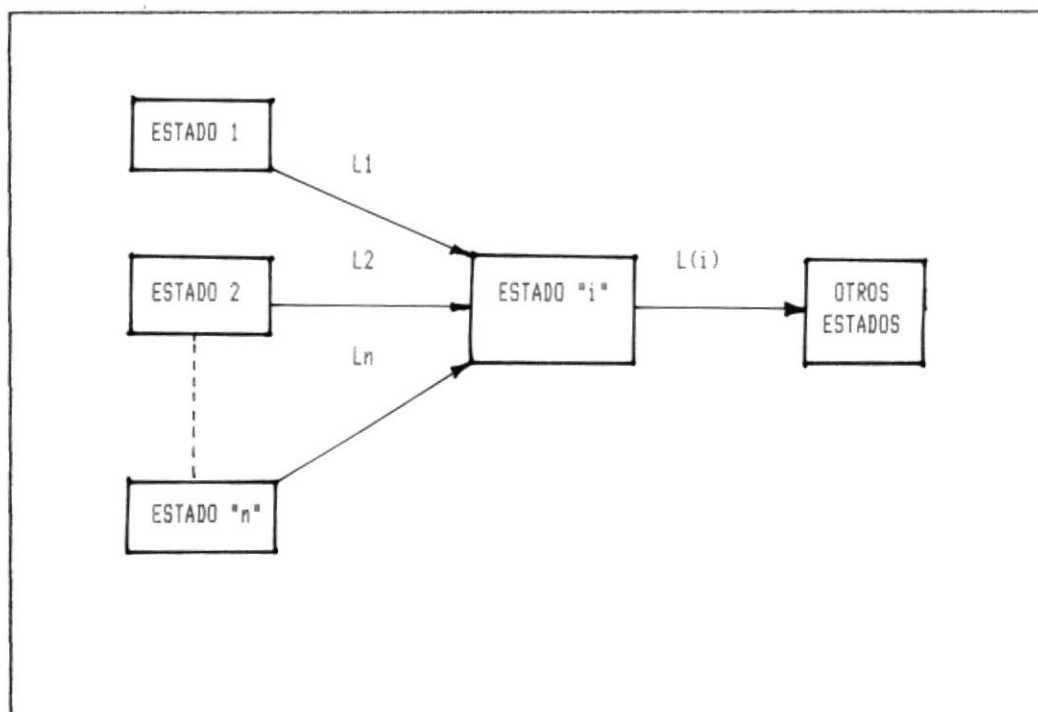 ESTADO 1
L1
ESTADO 2
L2
ESTADO "i"
L(i)
OTROS
ESTADOS
Ln
ESTADO "n"